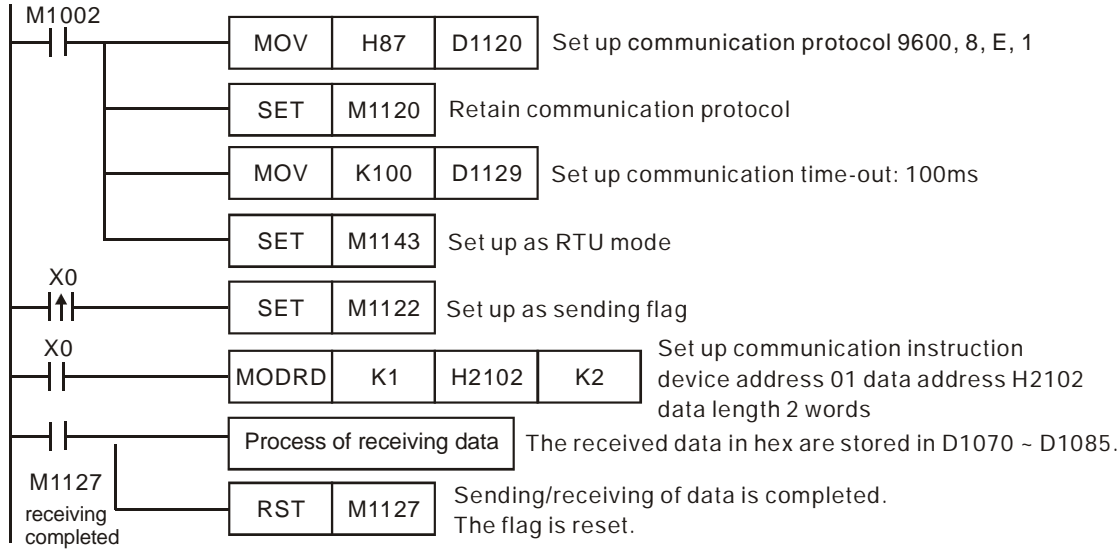 M1002
MOV H87 D1120 Set up communication protocol 9600, 8, E, 1
SET M1120 Retain communication protocol
MOV K100 D1129 Set up communication time-out: 100ms
SET M1143 Set up as RTU mode
X0
SET M1122 Set up as sending flag
X0
MODRD K1 H2102 K2
Set up communication instruction
device address 01 data address H2102
data length 2 words
Process of receiving data The received data in hex are stored in D1070 ~ D1085.
M1127
receiving
completed
RST M1127
Sending/receiving of data is completed.
The flag is reset.